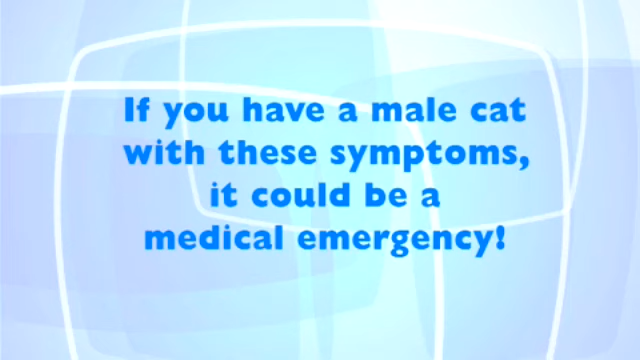 If you have a male cat
with these symptoms,
it could be a
medical emergency!